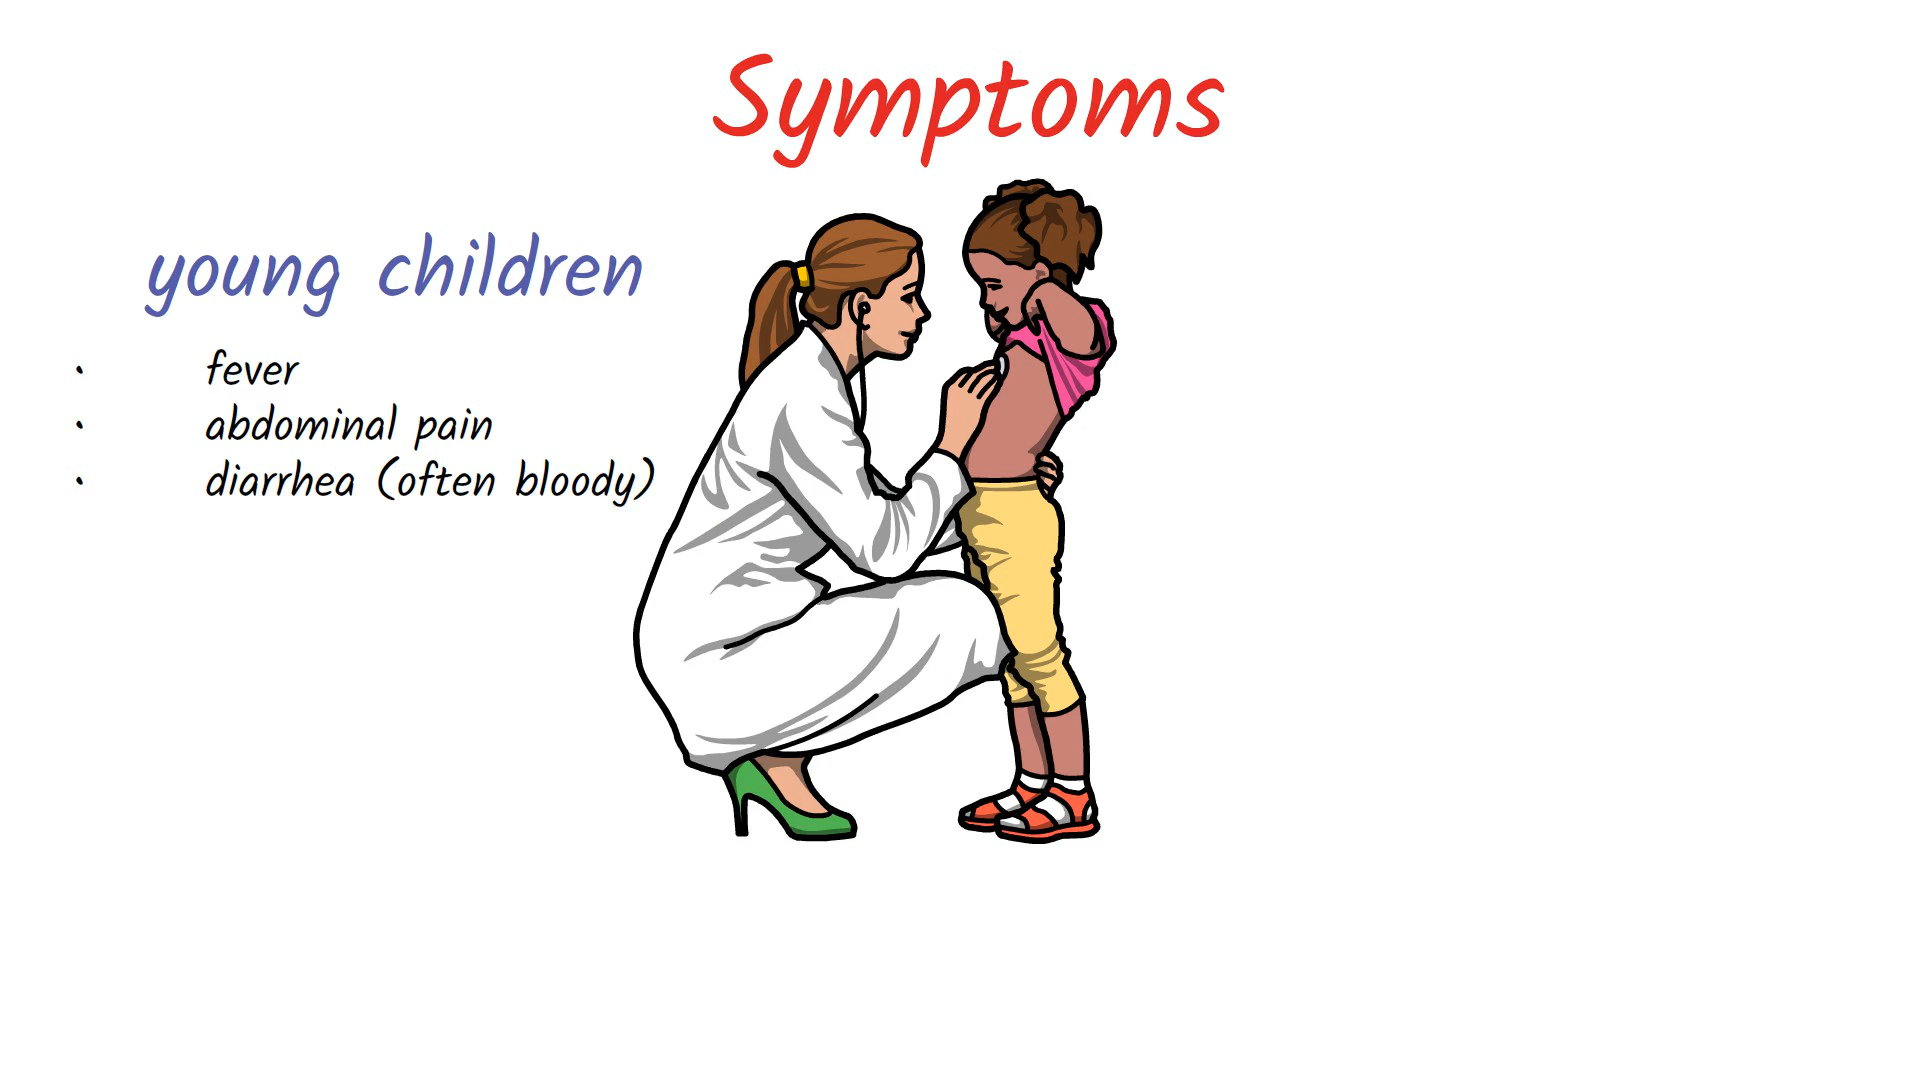 Symptoms
young children
• fever
• abdominal pain
• diarrhea (often bloody)